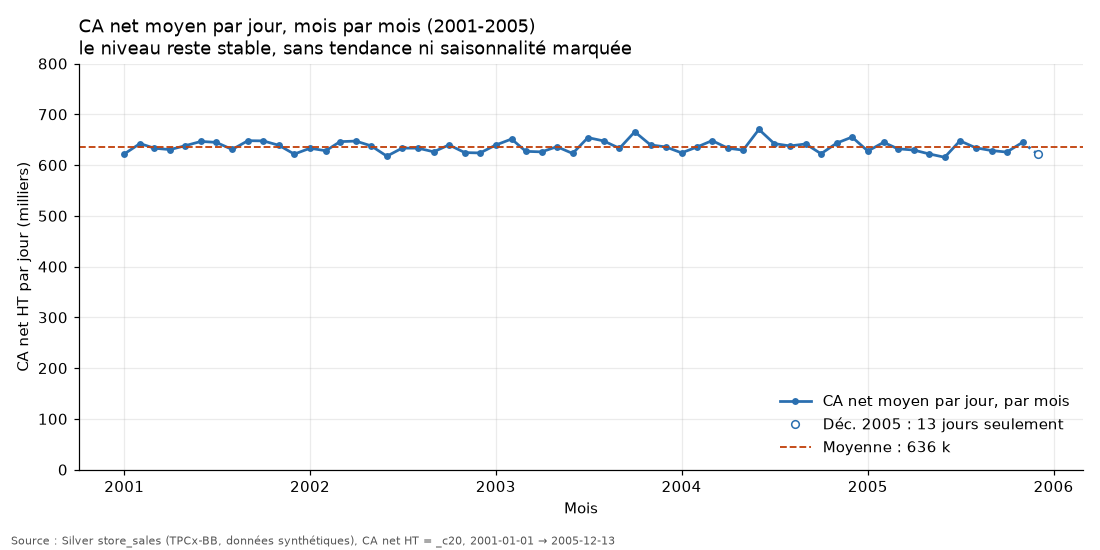 CA net moyen par jour, mois par mois (2001-2005)
le niveau reste stable, sans tendance ni saisonnalité marquée
CA net HT par jour (milliers)
800
700
600
500
400
300
200
100
0
2001
2002
2003
2004
2005
2006
Mois
CA net moyen par jour, par mois
Déc. 2005 : 13 jours seulement
Moyenne : 636 k
Source : Silver store_sales (TPCx-BB, données synthétiques), CA net HT = _c20, 2001-01-01 → 2005-12-13